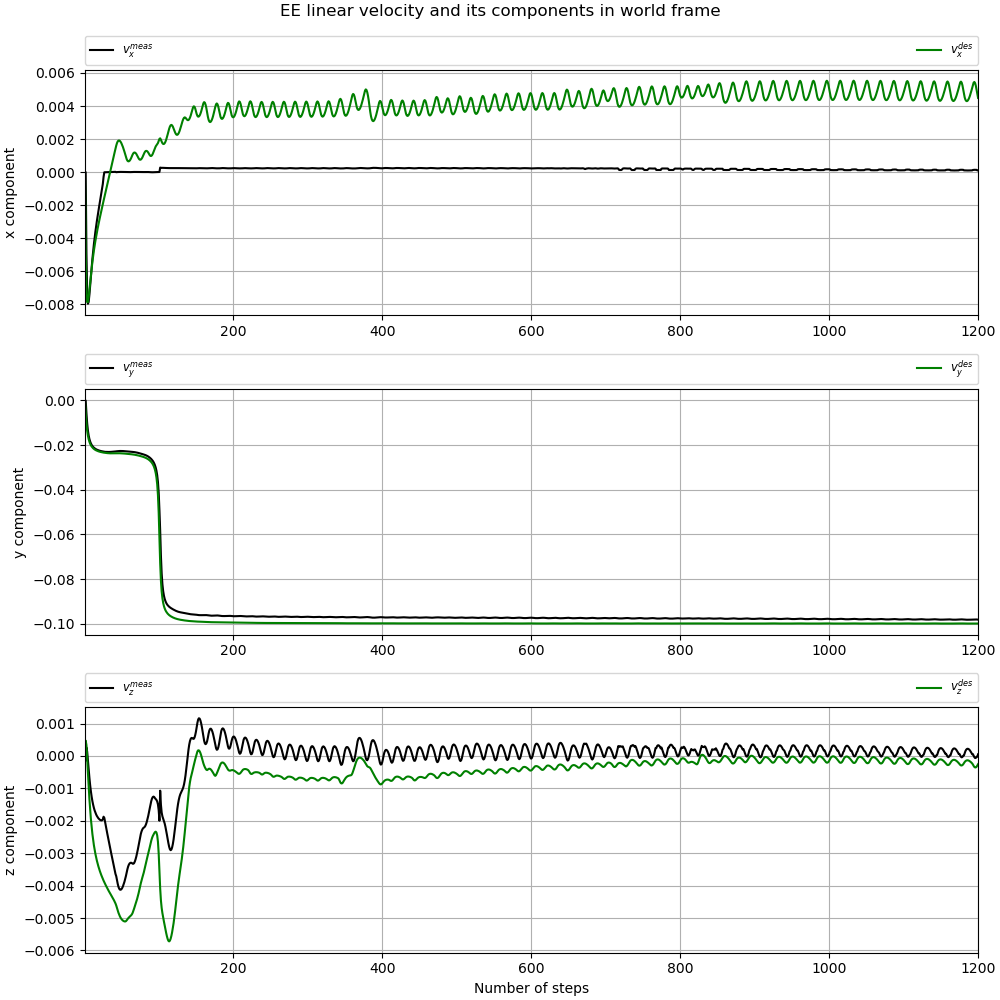 EE linear velocity and its components in world frame
v_x^meas v_x^des
0.006
0.004
0.002
0.000
−0.002
−0.004
−0.006
−0.008
x component
200 400 600 800 1000 1200
v_y^meas v_y^des
0.00
−0.02
−0.04
−0.06
−0.08
−0.10
y component
200 400 600 800 1000 1200
v_z^meas v_z^des
0.001
0.000
−0.001
−0.002
−0.003
−0.004
−0.005
−0.006
z component
200 400 600 800 1000 1200
Number of steps